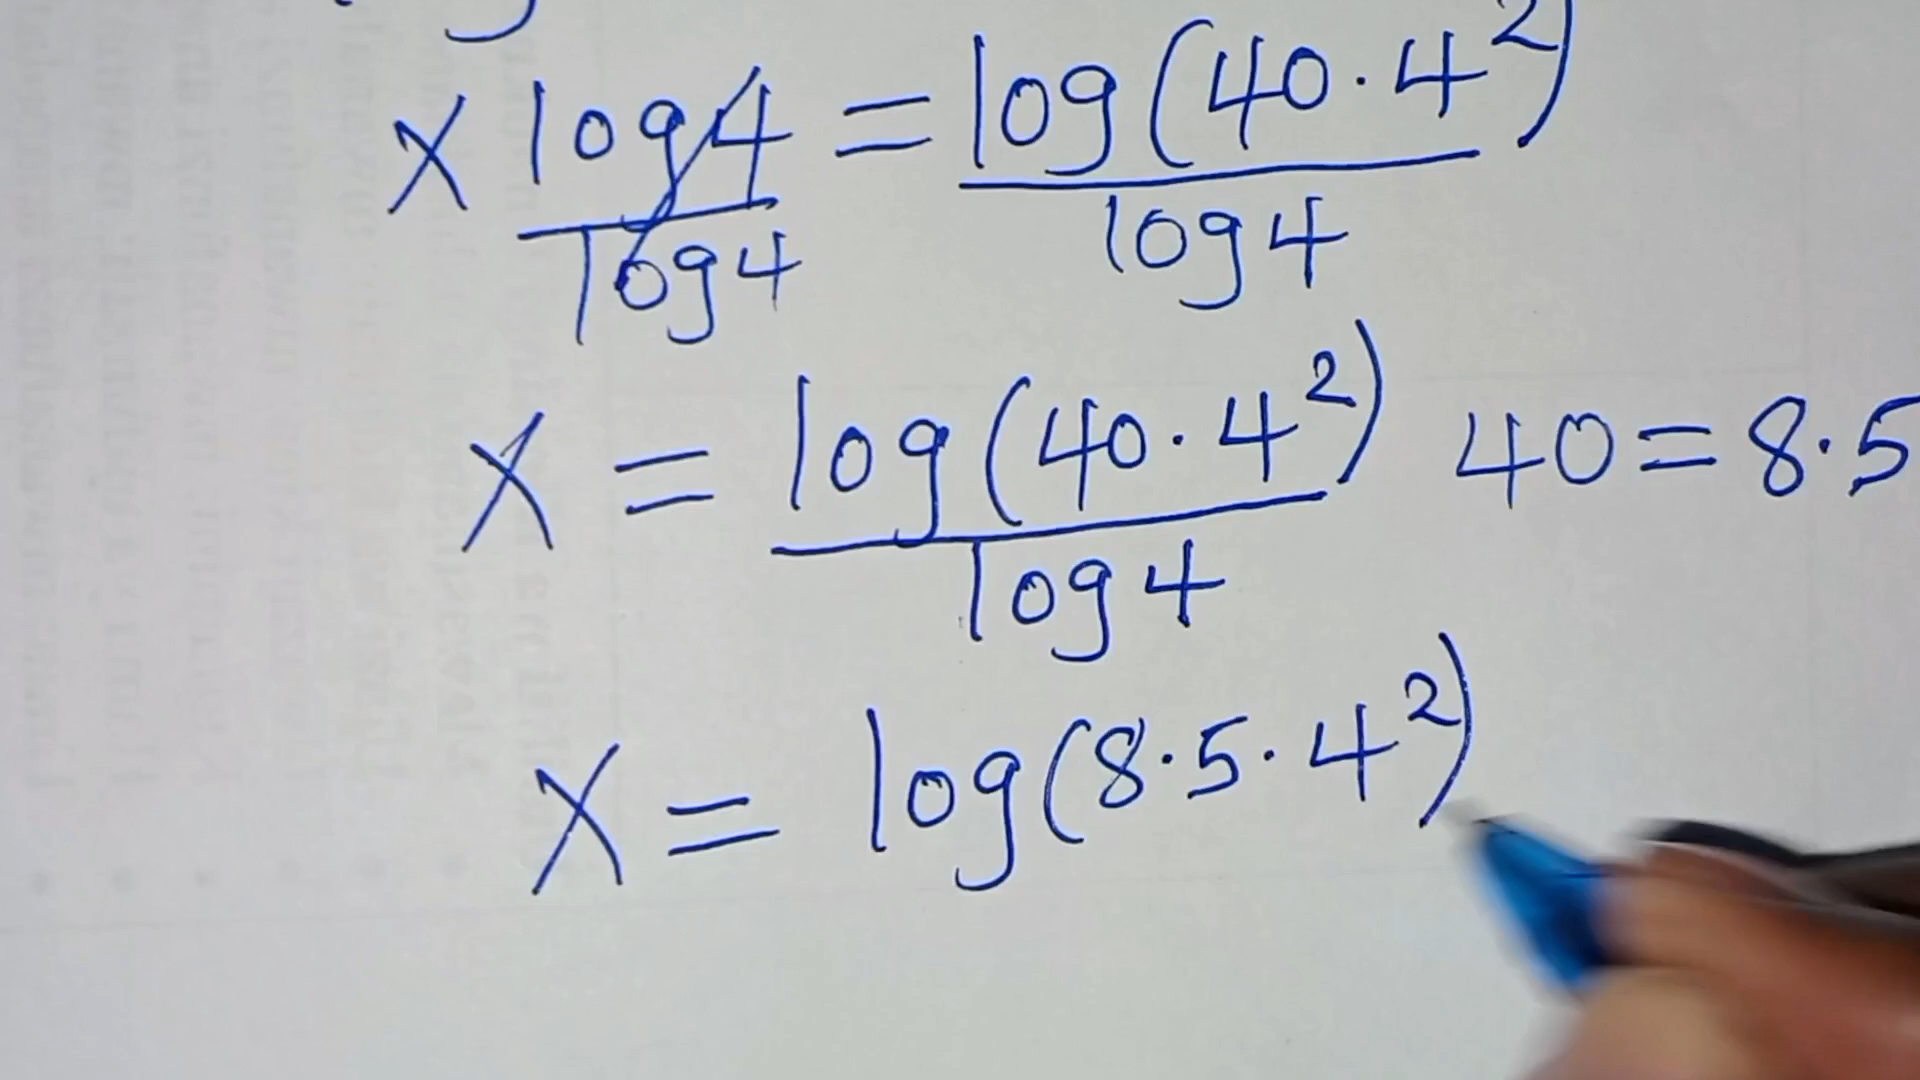 x log4/log4 = log(40·4²)/log4
x = log(40·4²)/log4 40=8·5
x = log(8·5·4²)